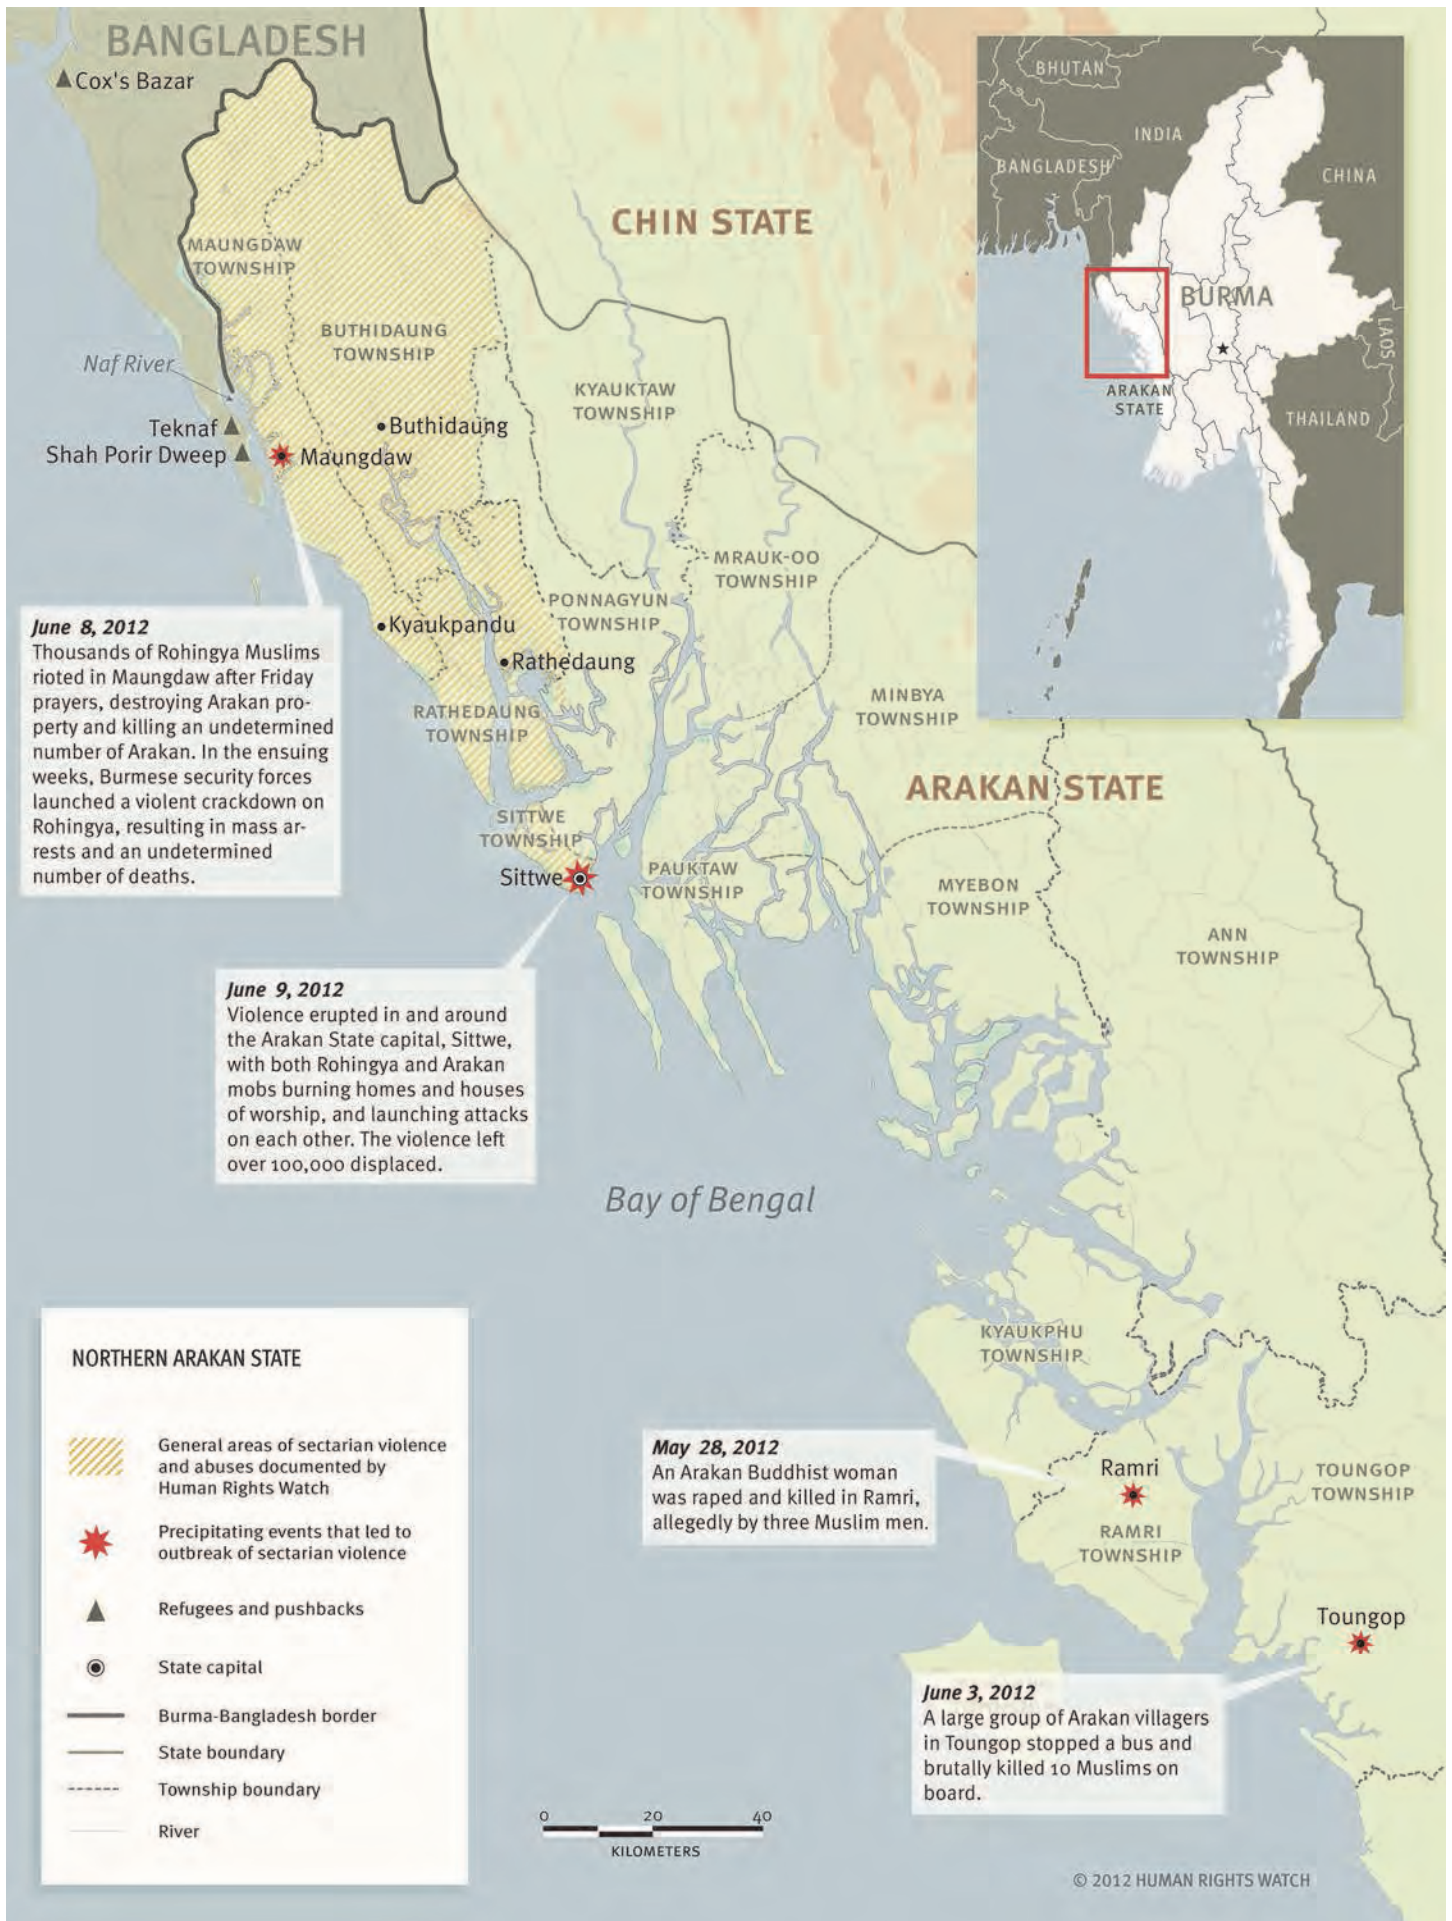 BANGLADESH
Cox's Bazar
BHUTAN
INDIA
BANGLADESH
CHINA
BURMA
LAOS
ARAKAN
STATE
THAILAND
CHIN STATE
MAUNGDAW
TOWNSHIP
BUTHIDAUNG
TOWNSHIP
Naf River
KYAUKTAW
TOWNSHIP
Teknaf
Buthidaung
Shah Porir Dweep
Maungdaw
MRAUK-OO
TOWNSHIP
PONNAGYUN
TOWNSHIP
Kyaukpandu
Rathedaung
RATHEDAUNG
TOWNSHIP
MINBYA
TOWNSHIP
ARAKAN STATE
June 8, 2012
Thousands of Rohingya Muslims
rioted in Maungdaw after Friday
prayers, destroying Arakan pro-
perty and killing an undetermined
number of Arakan. In the ensuing
weeks, Burmese security forces
launched a violent crackdown on
Rohingya, resulting in mass ar-
rests and an undetermined
number of deaths.
SITTWE
TOWNSHIP
Sittwe
PAUKTAW
TOWNSHIP
MYEBON
TOWNSHIP
ANN
TOWNSHIP
June 9, 2012
Violence erupted in and around
the Arakan State capital, Sittwe,
with both Rohingya and Arakan
mobs burning homes and houses
of worship, and launching attacks
on each other. The violence left
over 100,000 displaced.
Bay of Bengal
KYAUKPHU
TOWNSHIP
May 28, 2012
An Arakan Buddhist woman
was raped and killed in Ramri,
allegedly by three Muslim men.
Ramri
RAMRI
TOWNSHIP
TOUNGOP
TOWNSHIP
Toungop
June 3, 2012
A large group of Arakan villagers
in Toungop stopped a bus and
brutally killed 10 Muslims on
board.
NORTHERN ARAKAN STATE
General areas of sectarian violence
and abuses documented by
Human Rights Watch
Precipitating events that led to
outbreak of sectarian violence
Refugees and pushbacks
State capital
Burma-Bangladesh border
State boundary
Township boundary
River
0 20 40
KILOMETERS
© 2012 HUMAN RIGHTS WATCH